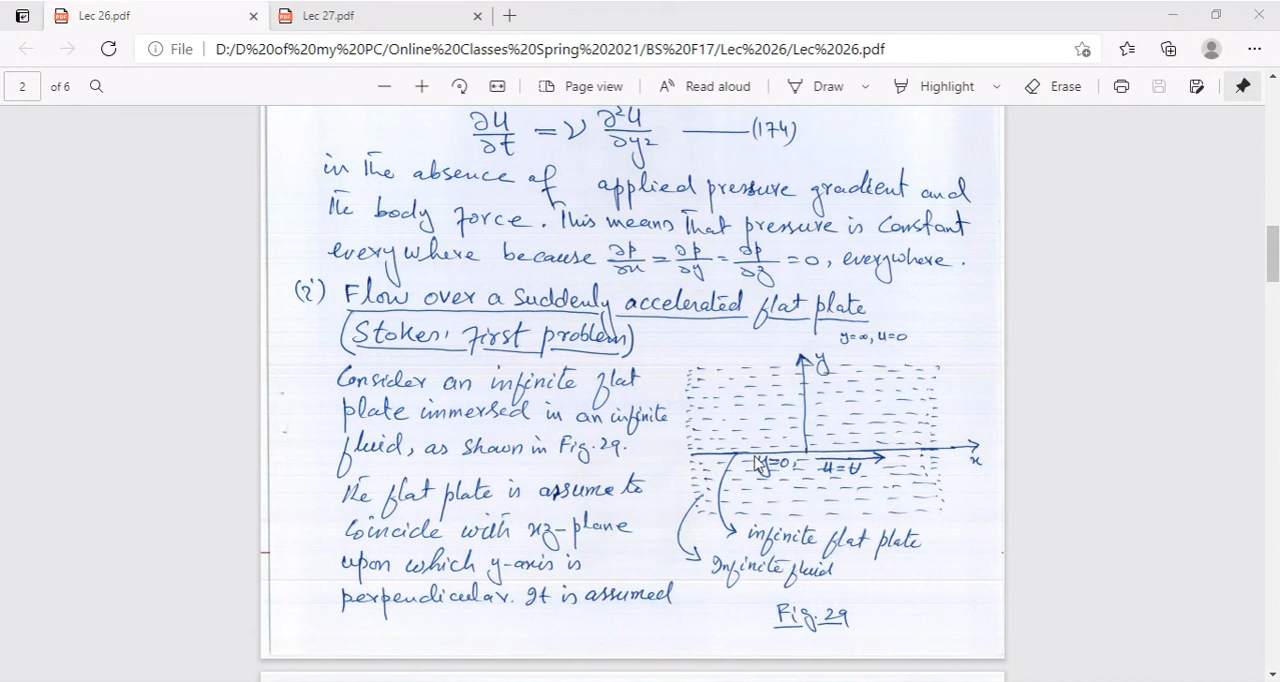 Lec 26.pdf
Lec 27.pdf
File
D:/D%20of%20my%20PC/Online%20Classes%20Spring%202021/BS%20F17/Lec%2026/Lec%2026.pdf
2 of 6
Page view
Read aloud
Draw
Highlight
Erase
∂u/∂t = ν ∂²u/∂y² —— (174)
in the absence of applied pressure gradient and
the body force. This means that pressure is constant
everywhere because ∂p/∂x = ∂p/∂y = ∂p/∂z = 0, everywhere.
(i) Flow over a suddenly accelerated flat plate
(Stokes' first problem)
y=∞, u=0
Consider an infinite flat
plate immersed in an infinite
fluid, as shown in Fig. 29.
The flat plate is assume to
coincide with xz-plane
upon which y-axis is
perpendicular. It is assumed
y
x
y=0,
u=U
infinite flat plate
Infinite fluid
Fig. 29